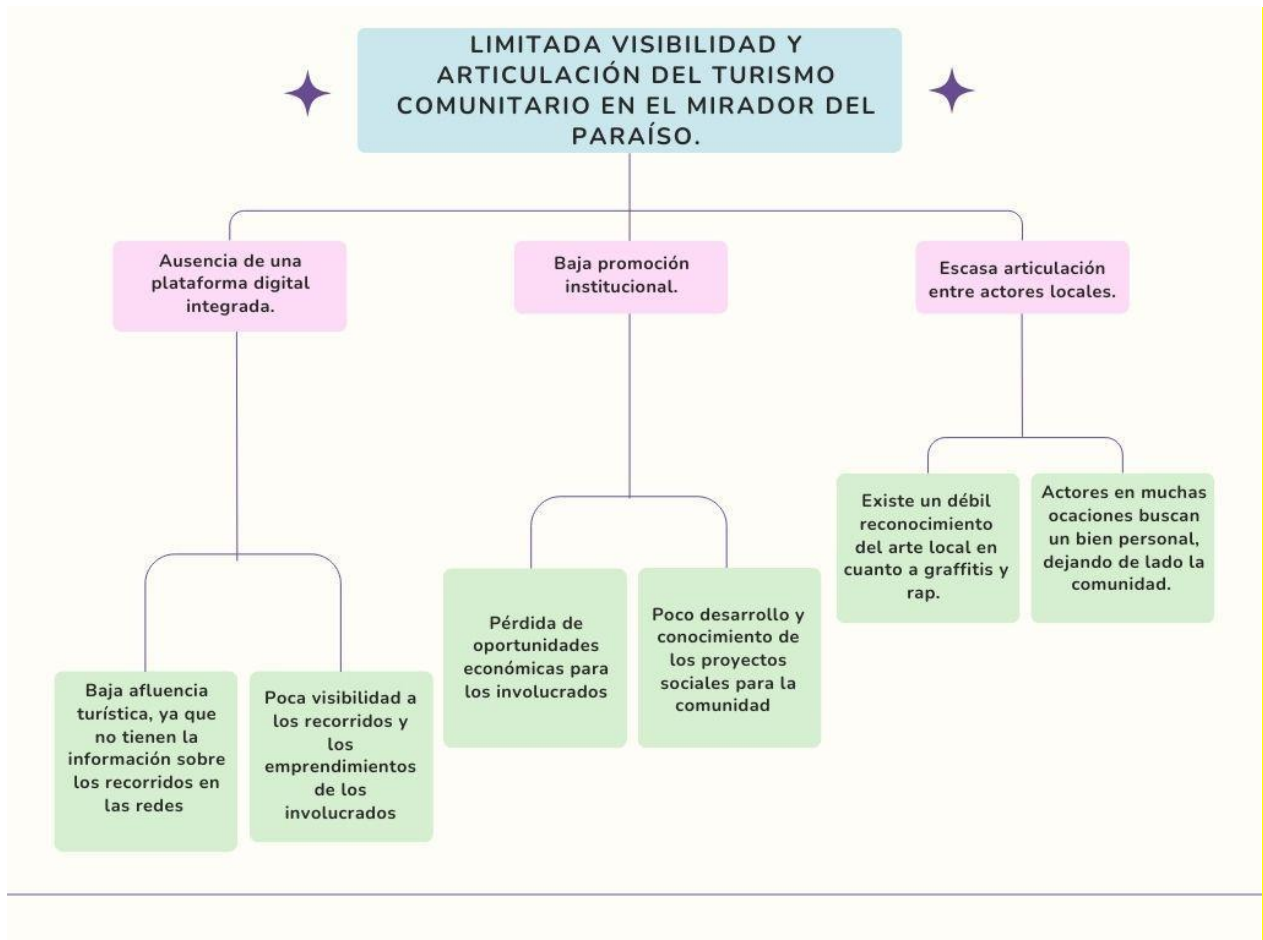 LIMITADA VISIBILIDAD Y
ARTICULACIÓN DEL TURISMO
COMUNITARIO EN EL MIRADOR DEL
PARAÍSO.
Ausencia de una
plataforma digital
integrada.
Baja promoción
institucional.
Escasa articulación
entre actores locales.
Baja afluencia
turística, ya que
no tienen la
información sobre
los recorridos en
las redes
Poca visibilidad a
los recorridos y
los
emprendimientos
de los
involucrados
Pérdida de
oportunidades
económicas para
los involucrados
Poco desarrollo y
conocimiento de
los proyectos
sociales para la
comunidad
Existe un débil
reconocimiento
del arte local en
cuanto a graffitis y
rap.
Actores en muchas
ocaciones buscan
un bien personal,
dejando de lado la
comunidad.